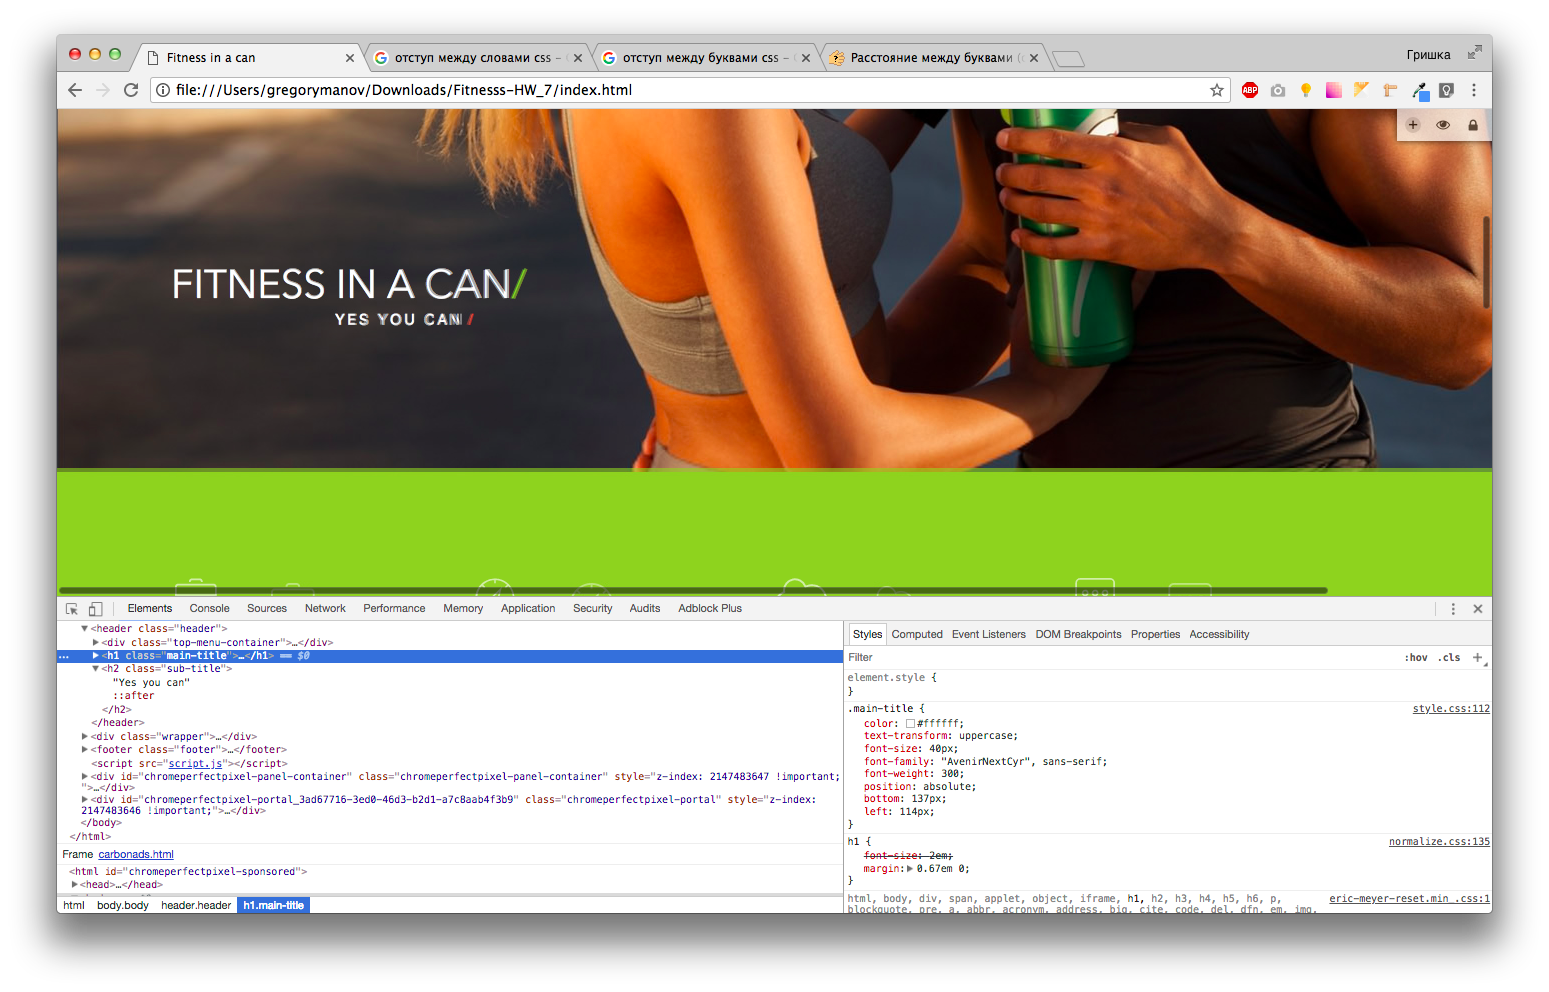 Fitness in a can
отступ между словами css –
отступ между буквами css –
Расстояние между буквами (
Гришка
file:///Users/gregorymanov/Downloads/Fitnesss-HW_7/index.html
ABP
FITNESS IN A CAN/
YES YOU CAN /
Elements Console Sources Network Performance Memory Application Security Audits Adblock Plus
<header class="header">
<div class="top-menu-container">…</div>
<h1 class="main-title">…</h1> == $0
<h2 class="sub-title">
"Yes you can"
::after
</h2>
</header>
<div class="wrapper">…</div>
<footer class="footer">…</footer>
<script src="script.js"></script>
<div id="chromeperfectpixel-panel-container" class="chromeperfectpixel-panel-container" style="z-index: 2147483647 !important;
">…</div>
<div id="chromeperfectpixel-portal_3ad67716-3ed0-46d3-b2d1-a7c8aab4f3b9" class="chromeperfectpixel-portal" style="z-index:
2147483646 !important;">…</div>
</body>
</html>
Frame carbonads.html
<html id="chromeperfectpixel-sponsored">
<head>…</head>
html body.body header.header h1.main-title
Styles Computed Event Listeners DOM Breakpoints Properties Accessibility
Filter :hov .cls +
element.style {
}
.main-title { style.css:112
color: #ffffff;
text-transform: uppercase;
font-size: 40px;
font-family: "AvenirNextCyr", sans-serif;
font-weight: 300;
position: absolute;
bottom: 137px;
left: 114px;
}
h1 { normalize.css:135
font-size: 2em;
margin: 0.67em 0;
}
html, body, div, span, applet, object, iframe, h1, h2, h3, h4, h5, h6, p, eric-meyer-reset.min_.css:1
blockquote, pre, a, abbr, acronym, address, big, cite, code, del, dfn, em, img,